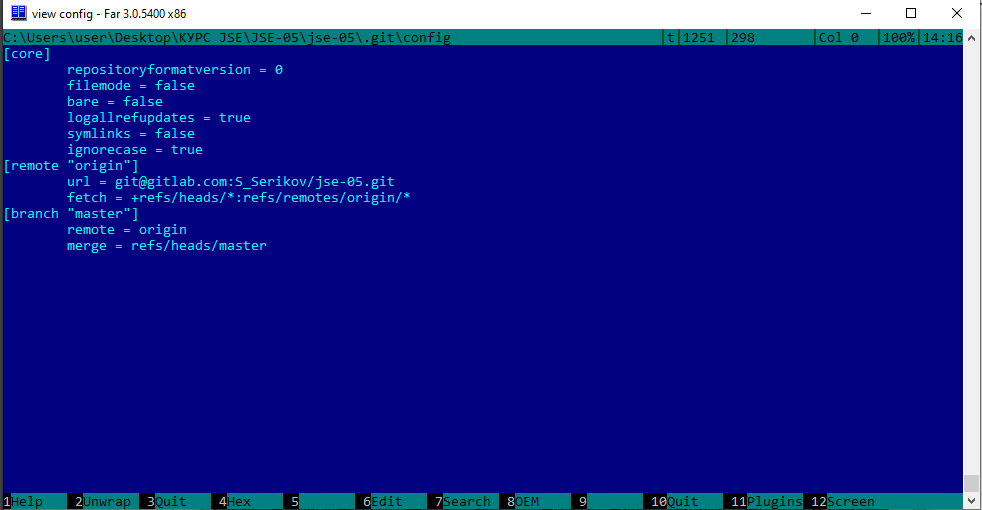 view config - Far 3.0.5400 x86
C:\Users\user\Desktop\КУРС JSE\JSE-05\jse-05\.git\config |t|1251 |298 |Col 0 |100%|14:16
[core]
repositoryformatversion = 0
filemode = false
bare = false
logallrefupdates = true
symlinks = false
ignorecase = true
[remote "origin"]
url = git@gitlab.com:S_Serikov/jse-05.git
fetch = +refs/heads/*:refs/remotes/origin/*
[branch "master"]
remote = origin
merge = refs/heads/master
1Help 2Unwrap 3Quit 4Hex 5 6Edit 7Search 8OEM 9 10Quit 11Plugins 12Screen